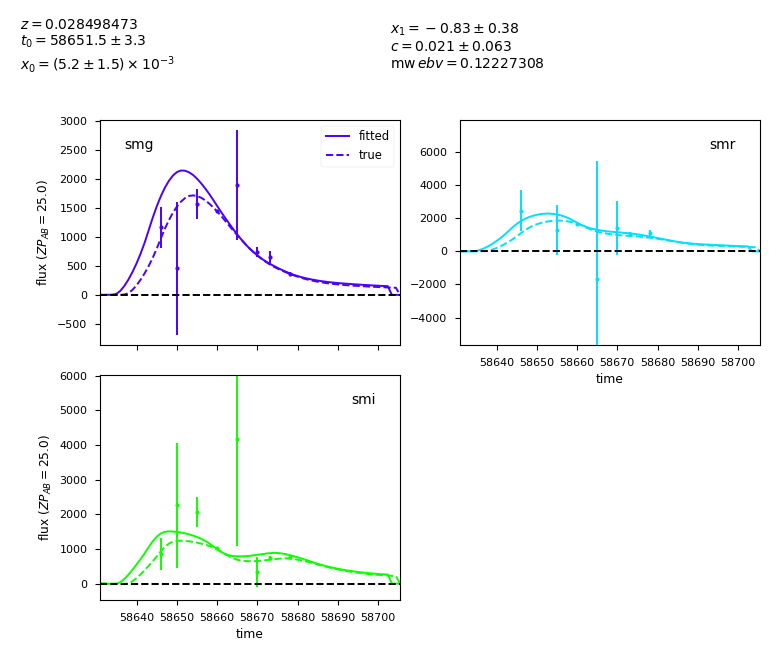 z = 0.028498473
t₀ = 58651.5 ± 3.3
x₀ = (5.2 ± 1.5) × 10⁻³
x₁ = −0.83 ± 0.38
c = 0.021 ± 0.063
mw ebv = 0.12227308
smg
fitted
true
3000
2500
2000
1500
1000
500
0
−500
flux (ZP_AB = 25.0)
smr
6000
4000
2000
0
−2000
−4000
58640 58650 58660 58670 58680 58690 58700
time
smi
6000
5000
4000
3000
2000
1000
0
flux (ZP_AB = 25.0)
58640 58650 58660 58670 58680 58690 58700
time